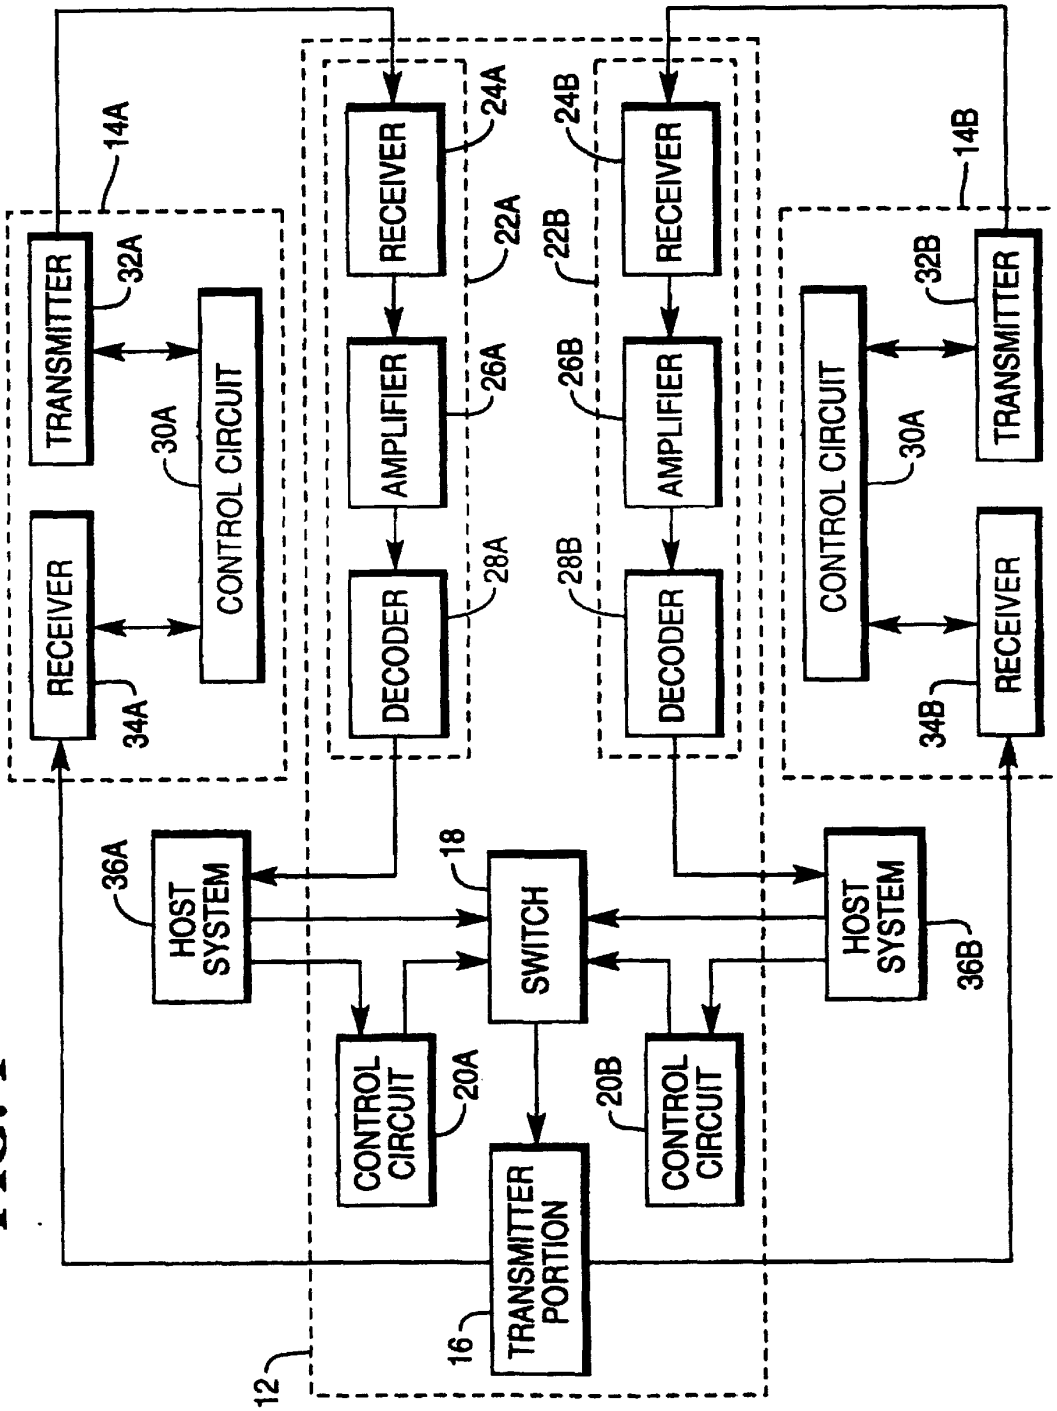 14A
RECEIVER
34A
TRANSMITTER
32A
30A
CONTROL CIRCUIT
36A
HOST
SYSTEM
12
CONTROL
CIRCUIT
20A
DECODER
28A
AMPLIFIER
26A
RECEIVER
24A
22A
16
TRANSMITTER
PORTION
18
SWITCH
22B
20B
CONTROL
CIRCUIT
28B
DECODER
26B
AMPLIFIER
24B
RECEIVER
HOST
SYSTEM
36B
CONTROL CIRCUIT
30A
34B
RECEIVER
32B
TRANSMITTER
14B